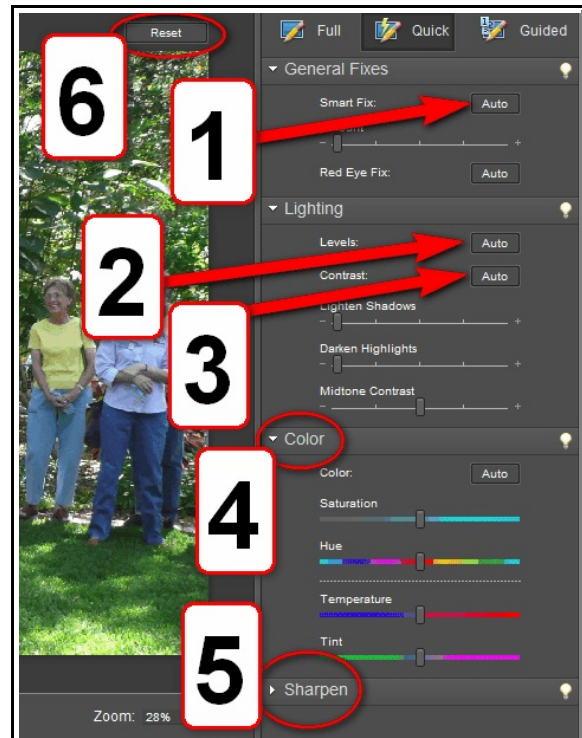 Reset
Full Quick Guided
6
General Fixes
1
Smart Fix: Auto
Red Eye Fix: Auto
Lighting
2
Levels: Auto
Contrast: Auto
3
Lighten Shadows
Darken Highlights
Midtone Contrast
Color
4
Color: Auto
Saturation
Hue
Temperature
Tint
5
Sharpen
Zoom: 28%